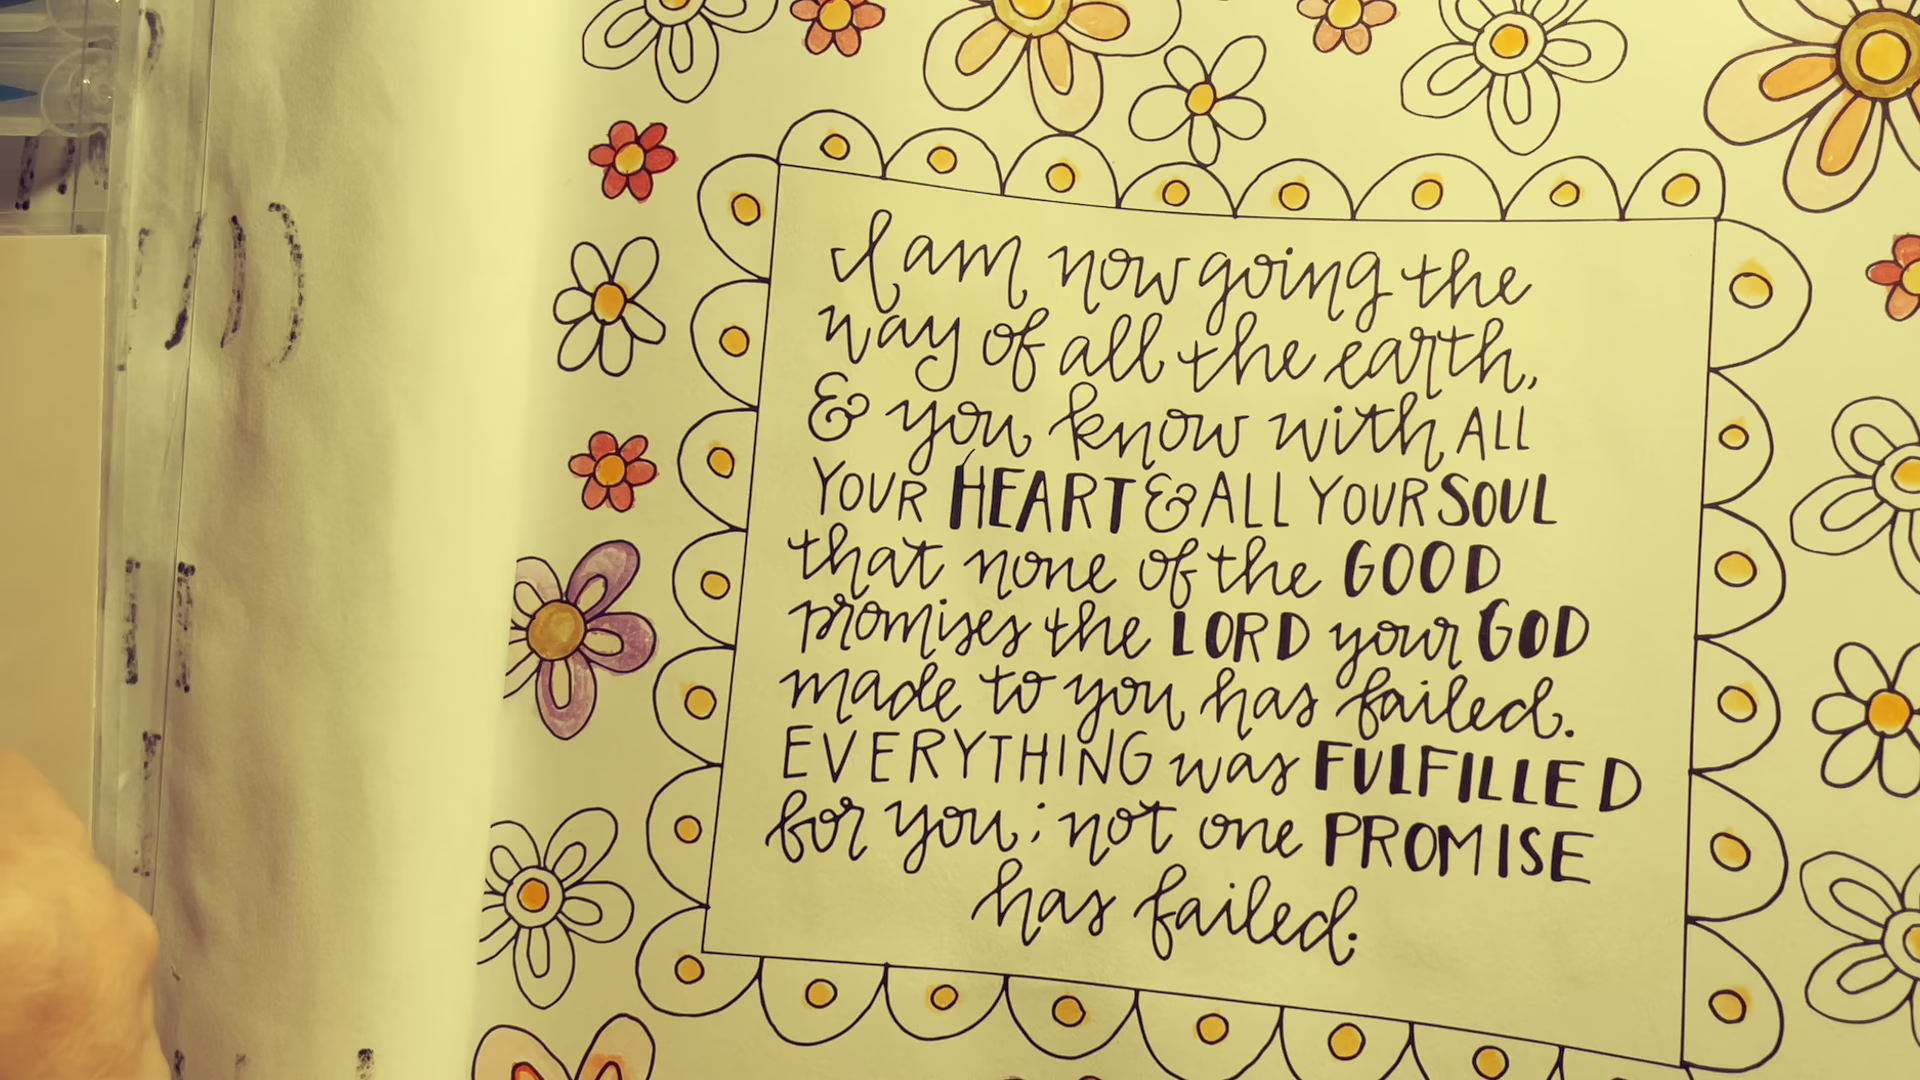 I am now going the
way of all the earth,
& you know with ALL
YOUR HEART & ALL YOUR SOUL
that none of the GOOD
promises the LORD your GOD
made to you has failed.
EVERYTHING was FULFILLED
for you; not one PROMISE
has failed.